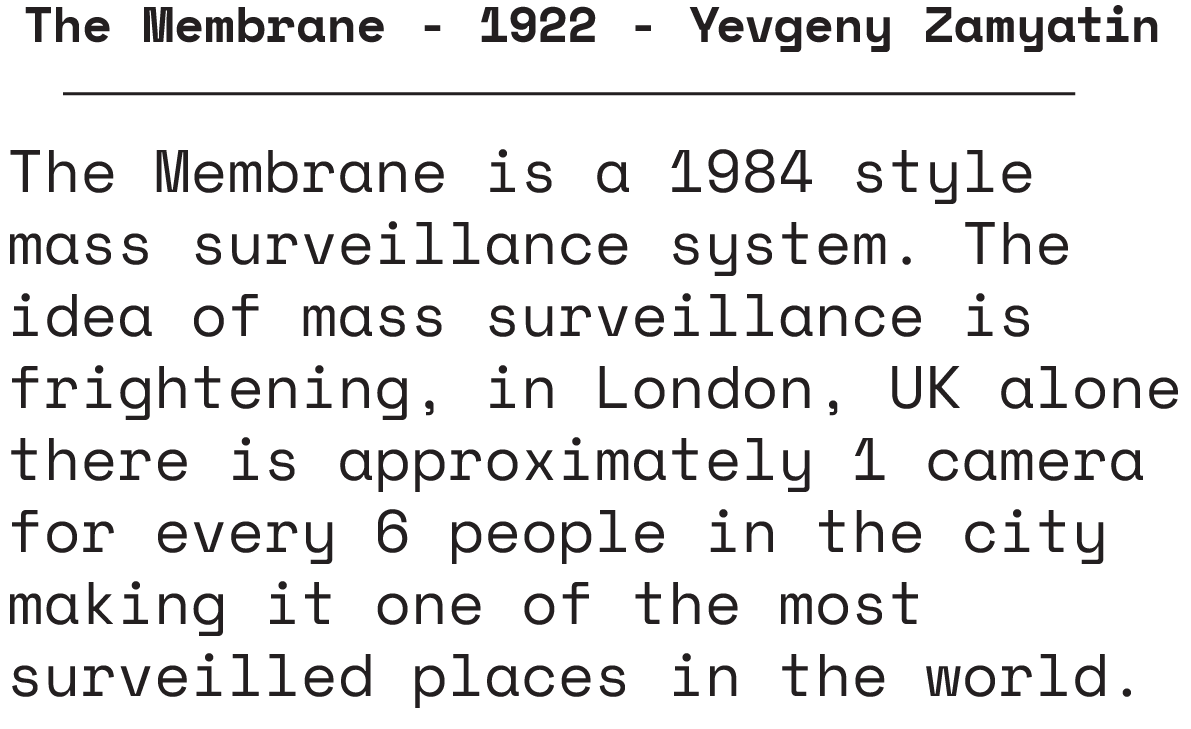 The Membrane - 1922 - Yevgeny Zamyatin
The Membrane is a 1984 style
mass surveillance system. The
idea of mass surveillance is
frightening, in London, UK alone
there is approximately 1 camera
for every 6 people in the city
making it one of the most
surveilled places in the world.